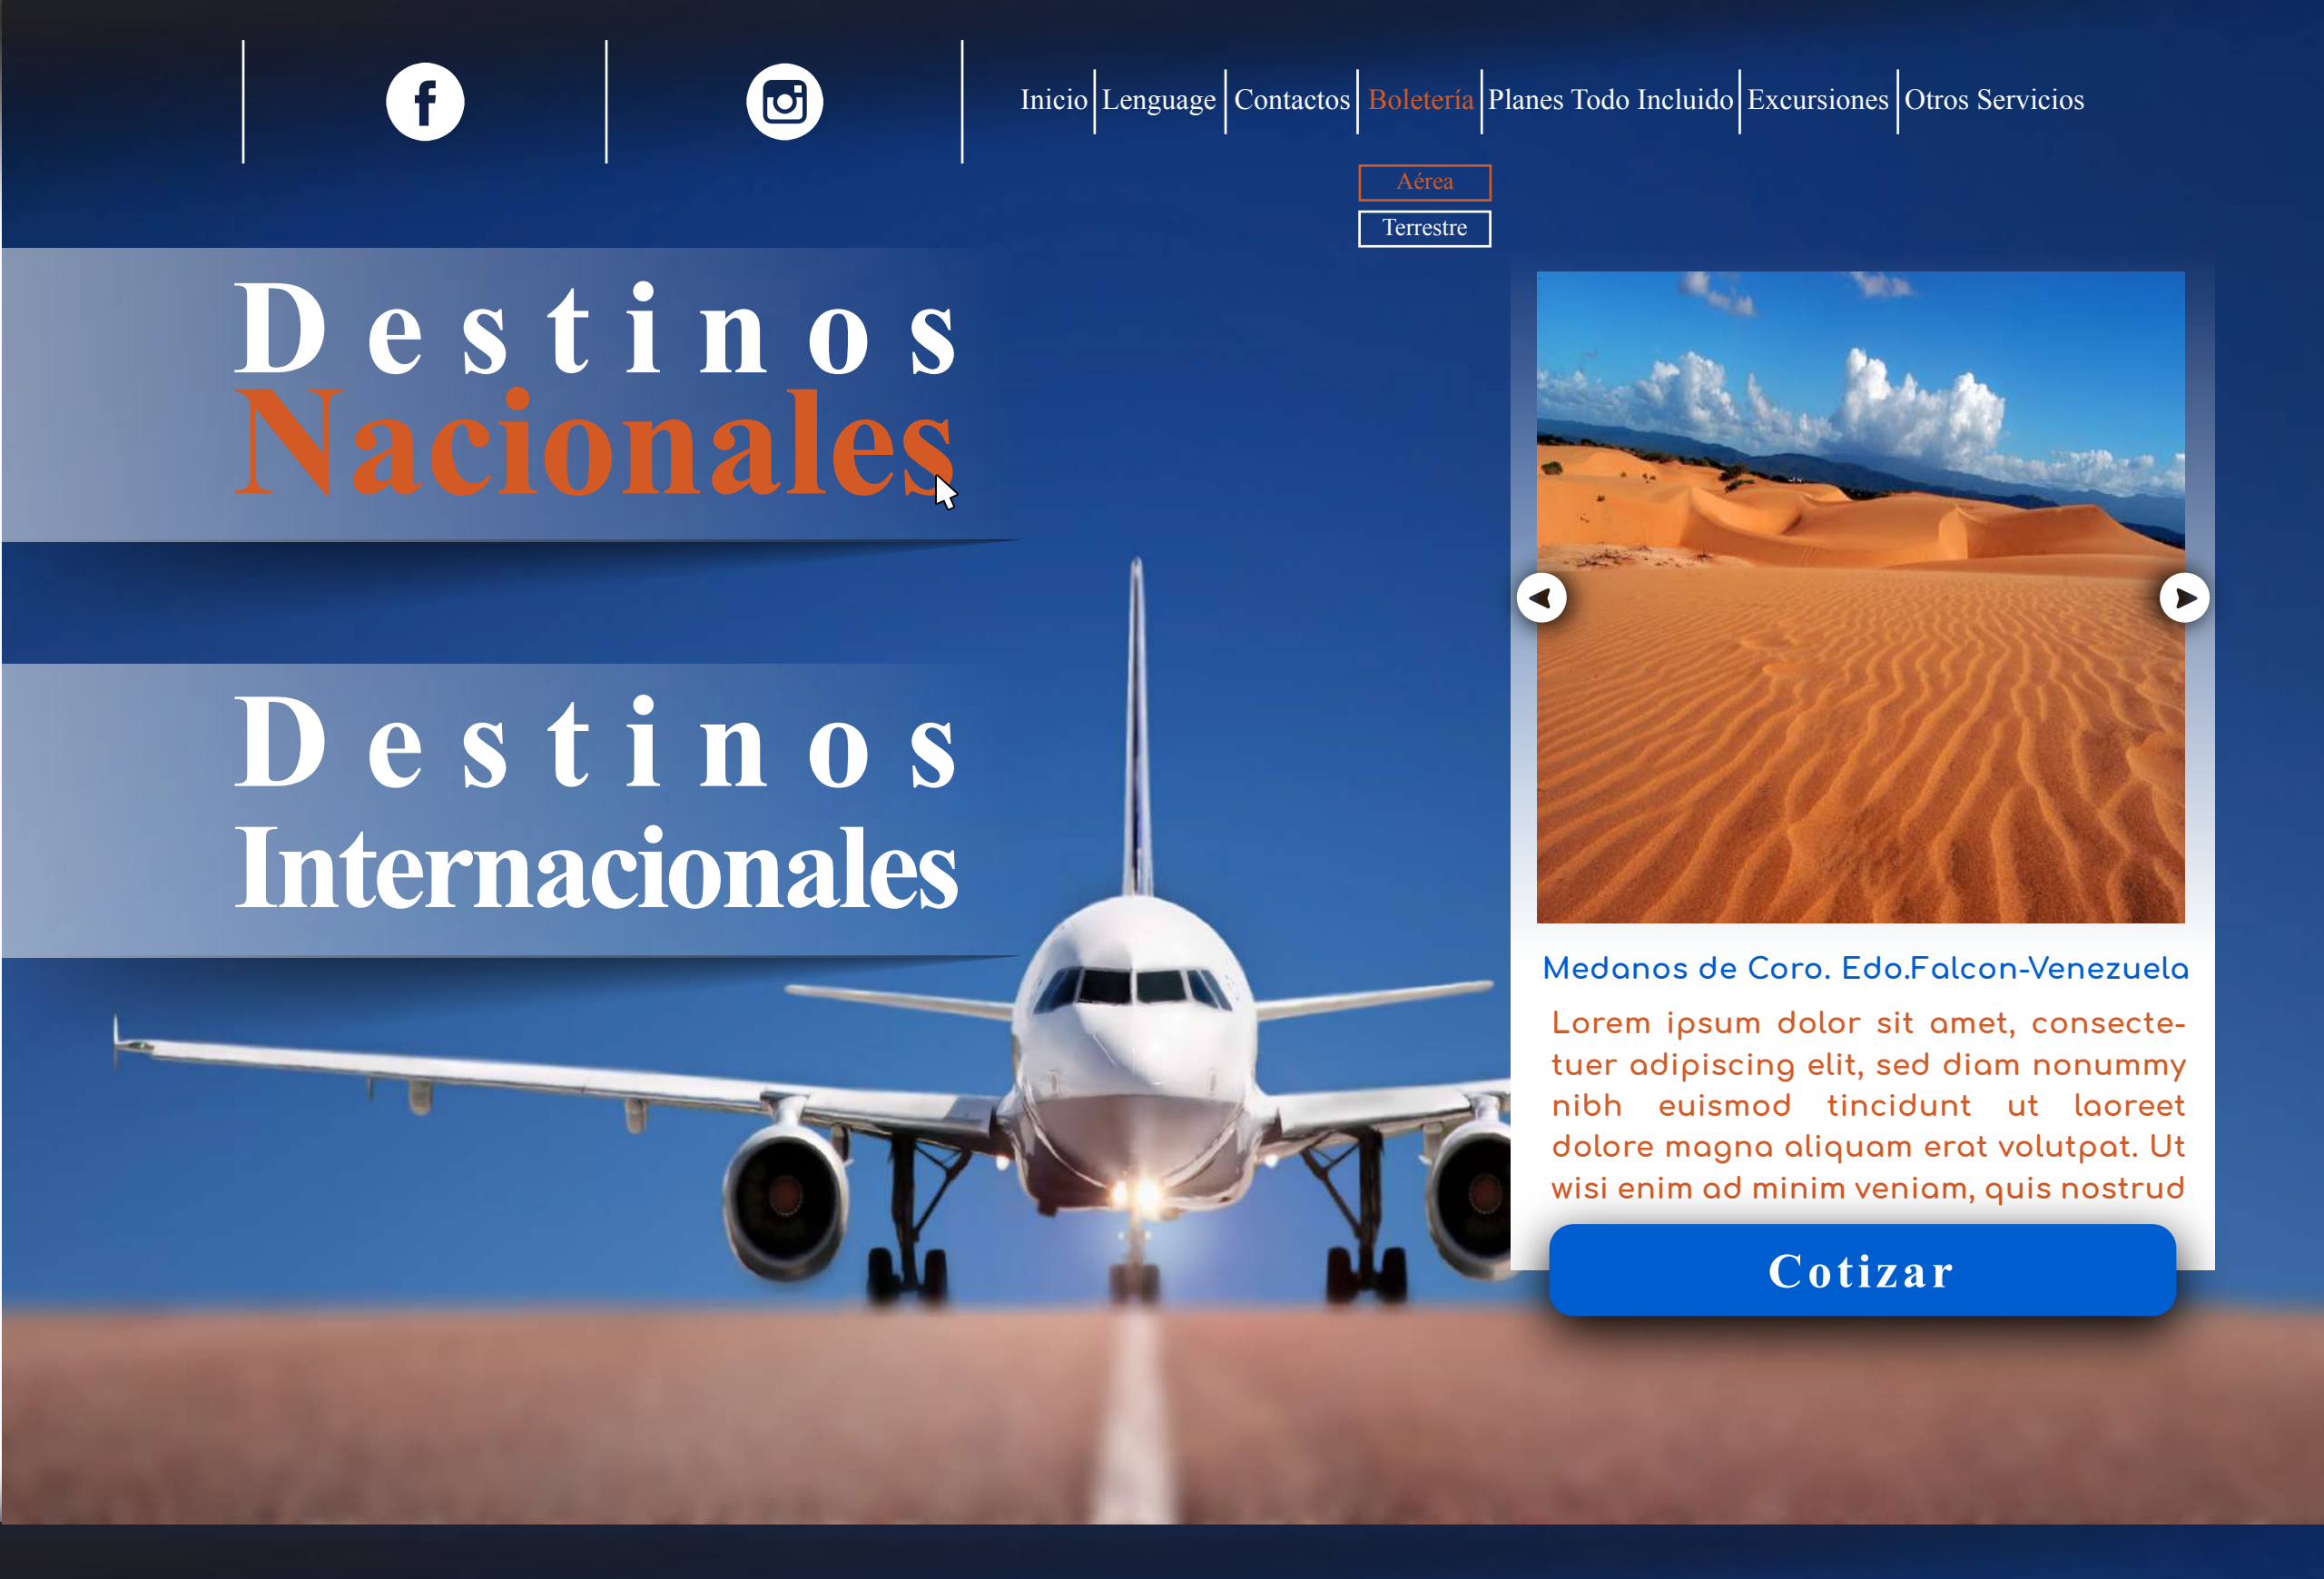 Inicio Lenguage Contactos Boletería Planes Todo Incluido Excursiones Otros Servicios
Aérea
Terrestre
Destinos
Nacionales
Destinos
Internacionales
Medanos de Coro. Edo.Falcon-Venezuela
Lorem ipsum dolor sit amet, consecte-
tuer adipiscing elit, sed diam nonummy
nibh euismod tincidunt ut laoreet
dolore magna aliquam erat volutpat. Ut
wisi enim ad minim veniam, quis nostrud
Cotizar